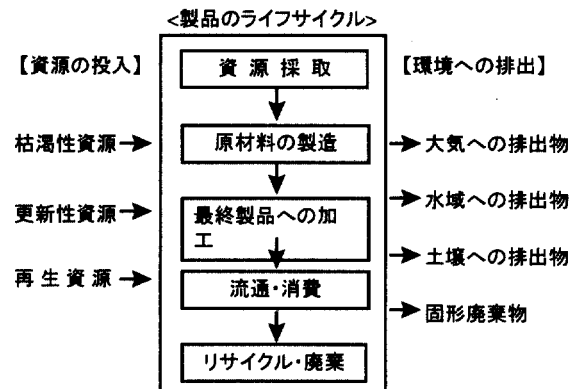 <製品のライフサイクル>
【資源の投入】
資源採取
【環境への排出】
枯渇性資源
原材料の製造
大気への排出物
更新性資源
最終製品への加
工
水域への排出物
土壌への排出物
再生資源
流通・消費
固形廃棄物
リサイクル・廃棄